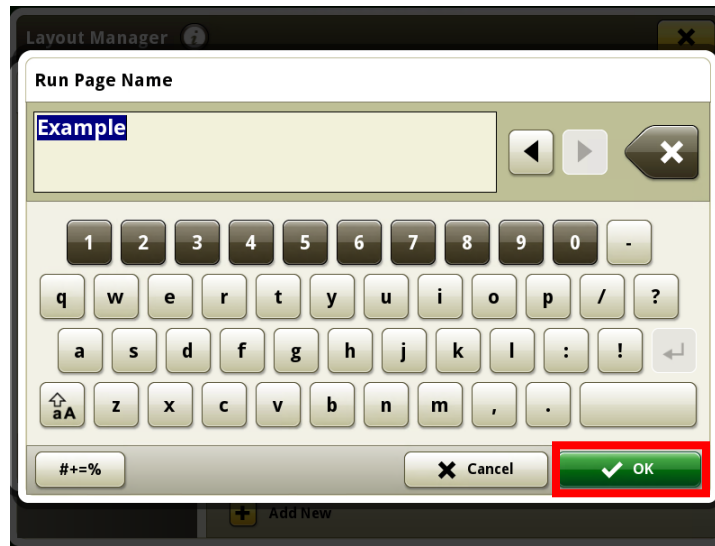 Layout Manager i
Run Page Name
Example
1 2 3 4 5 6 7 8 9 0 -
q w e r t y u i o p / ?
a s d f g h j k l : !
aA z x c v b n m , .
#+=% Cancel OK
Add New